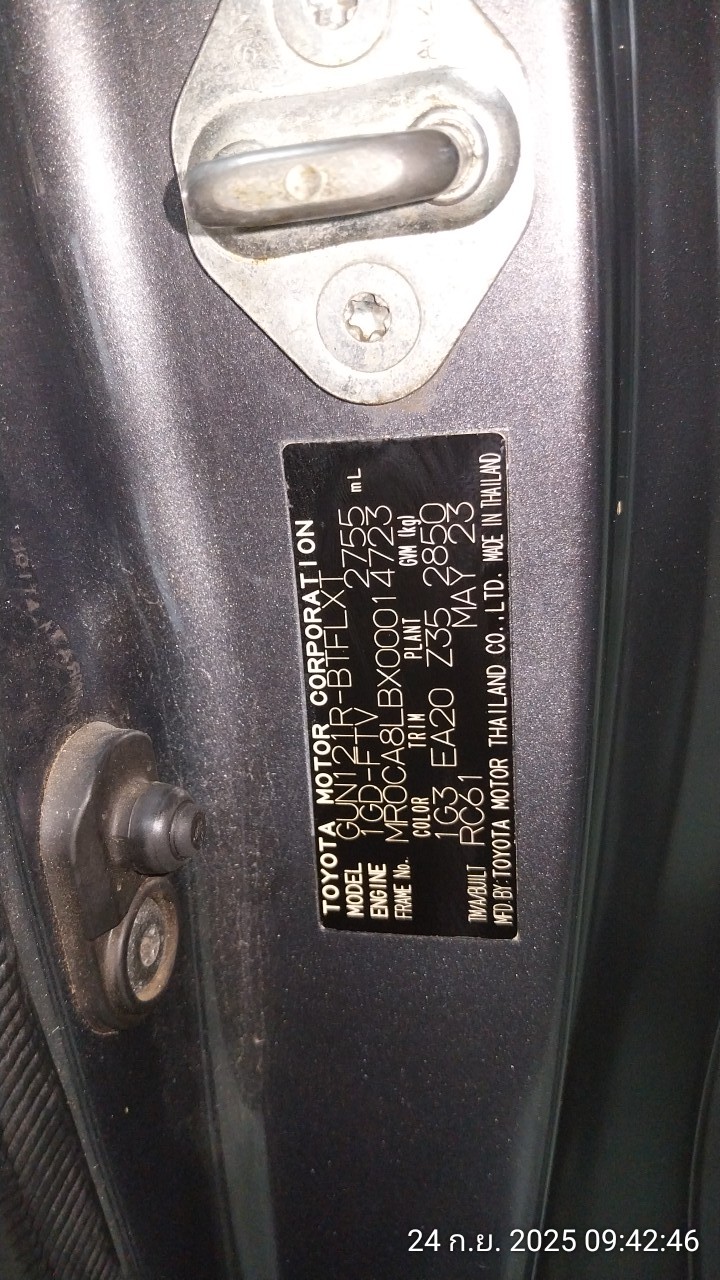 TOYOTA MOTOR CORPORATION
MODEL GUN121R-BTFLXT
ENGINE 1GD-FTV 2755 mL
FRAME No. MR0CA8LBX00014723
COLOR TRIM PLANT GVM (kg)
1G3 EA20 Z35 2850
TM/A/BUILT RC61 MAY 23
MFD.BY:TOYOTA MOTOR THAILAND CO.,LTD. MADE IN THAILAND
24 ก.ย. 2025 09:42:46